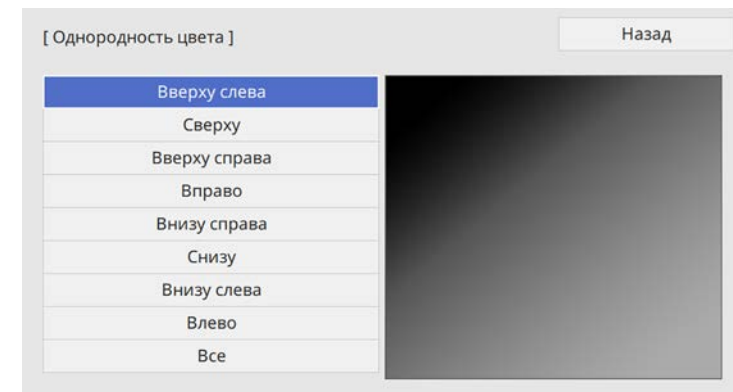 [ Однородность цвета ]
Назад
Вверху слева
Сверху
Вверху справа
Вправо
Внизу справа
Снизу
Внизу слева
Влево
Все